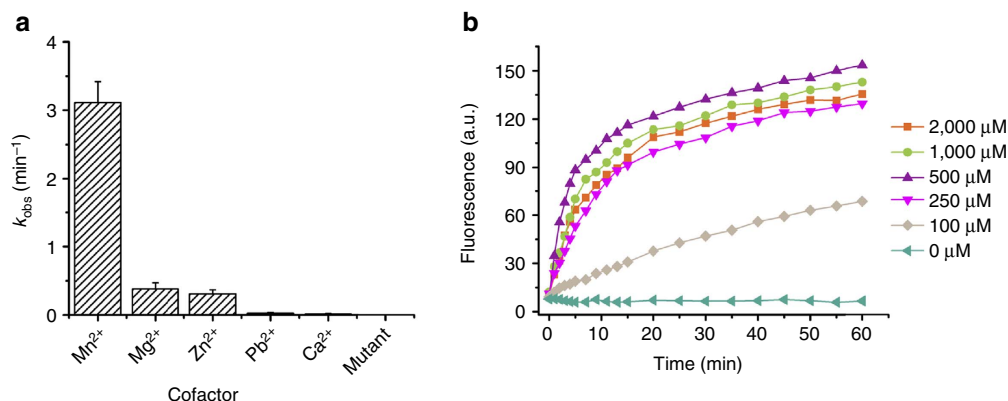 a
4
3
2
1
0
k_obs (min⁻¹)
Mn²⁺
Mg²⁺
Zn²⁺
Pb²⁺
Ca²⁺
Mutant
Cofactor
b
150
120
90
60
30
0
Fluorescence (a.u.)
0 10 20 30 40 50 60
Time (min)
2,000 μM
1,000 μM
500 μM
250 μM
100 μM
0 μM